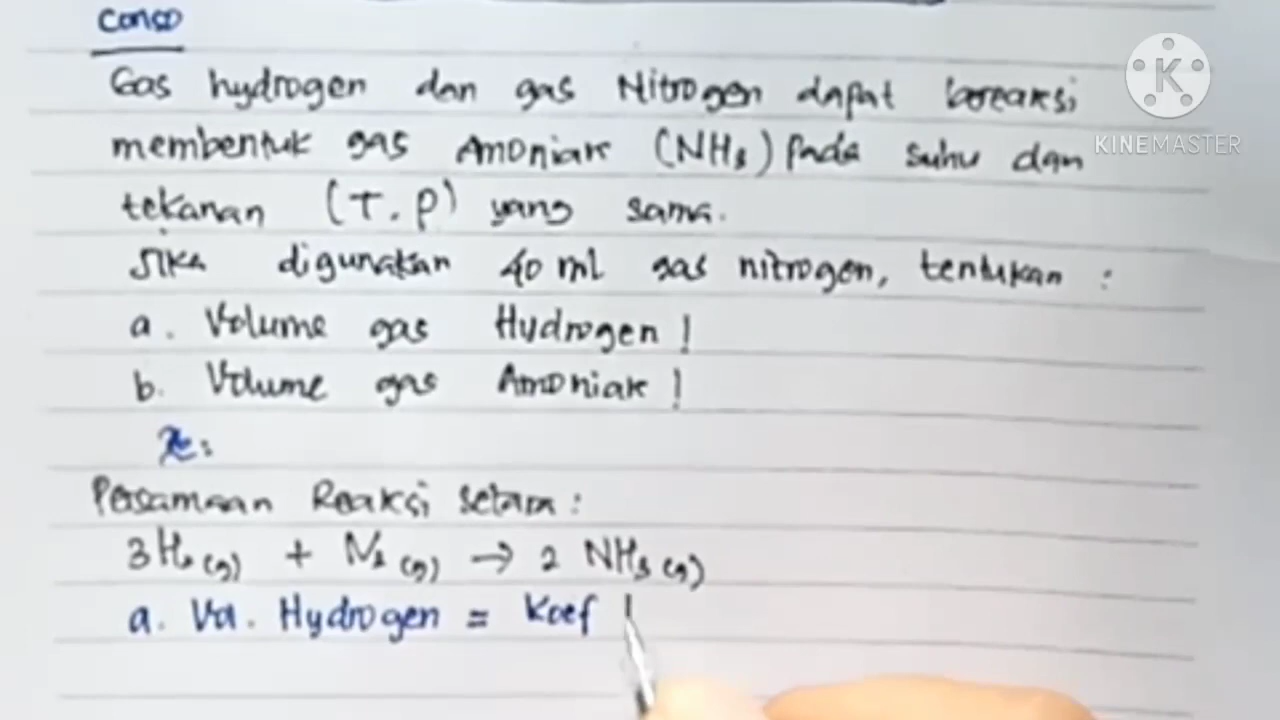 Conso
Gas hydrogen dan gas Nitrogen dapat bereaksi
membentuk gas Amoniak (NH₃) pada suhu dan
tekanan (T.P) yang sama.
Jika digunakan 40 ml gas nitrogen, tentukan :
a. Volume gas Hydrogen !
b. Volume gas Amoniak !
Persamaan Reaksi setara :
3H₂(g) + N₂(g) → 2 NH₃(g)
a. Vol. Hydrogen = Koef
KINEMASTER